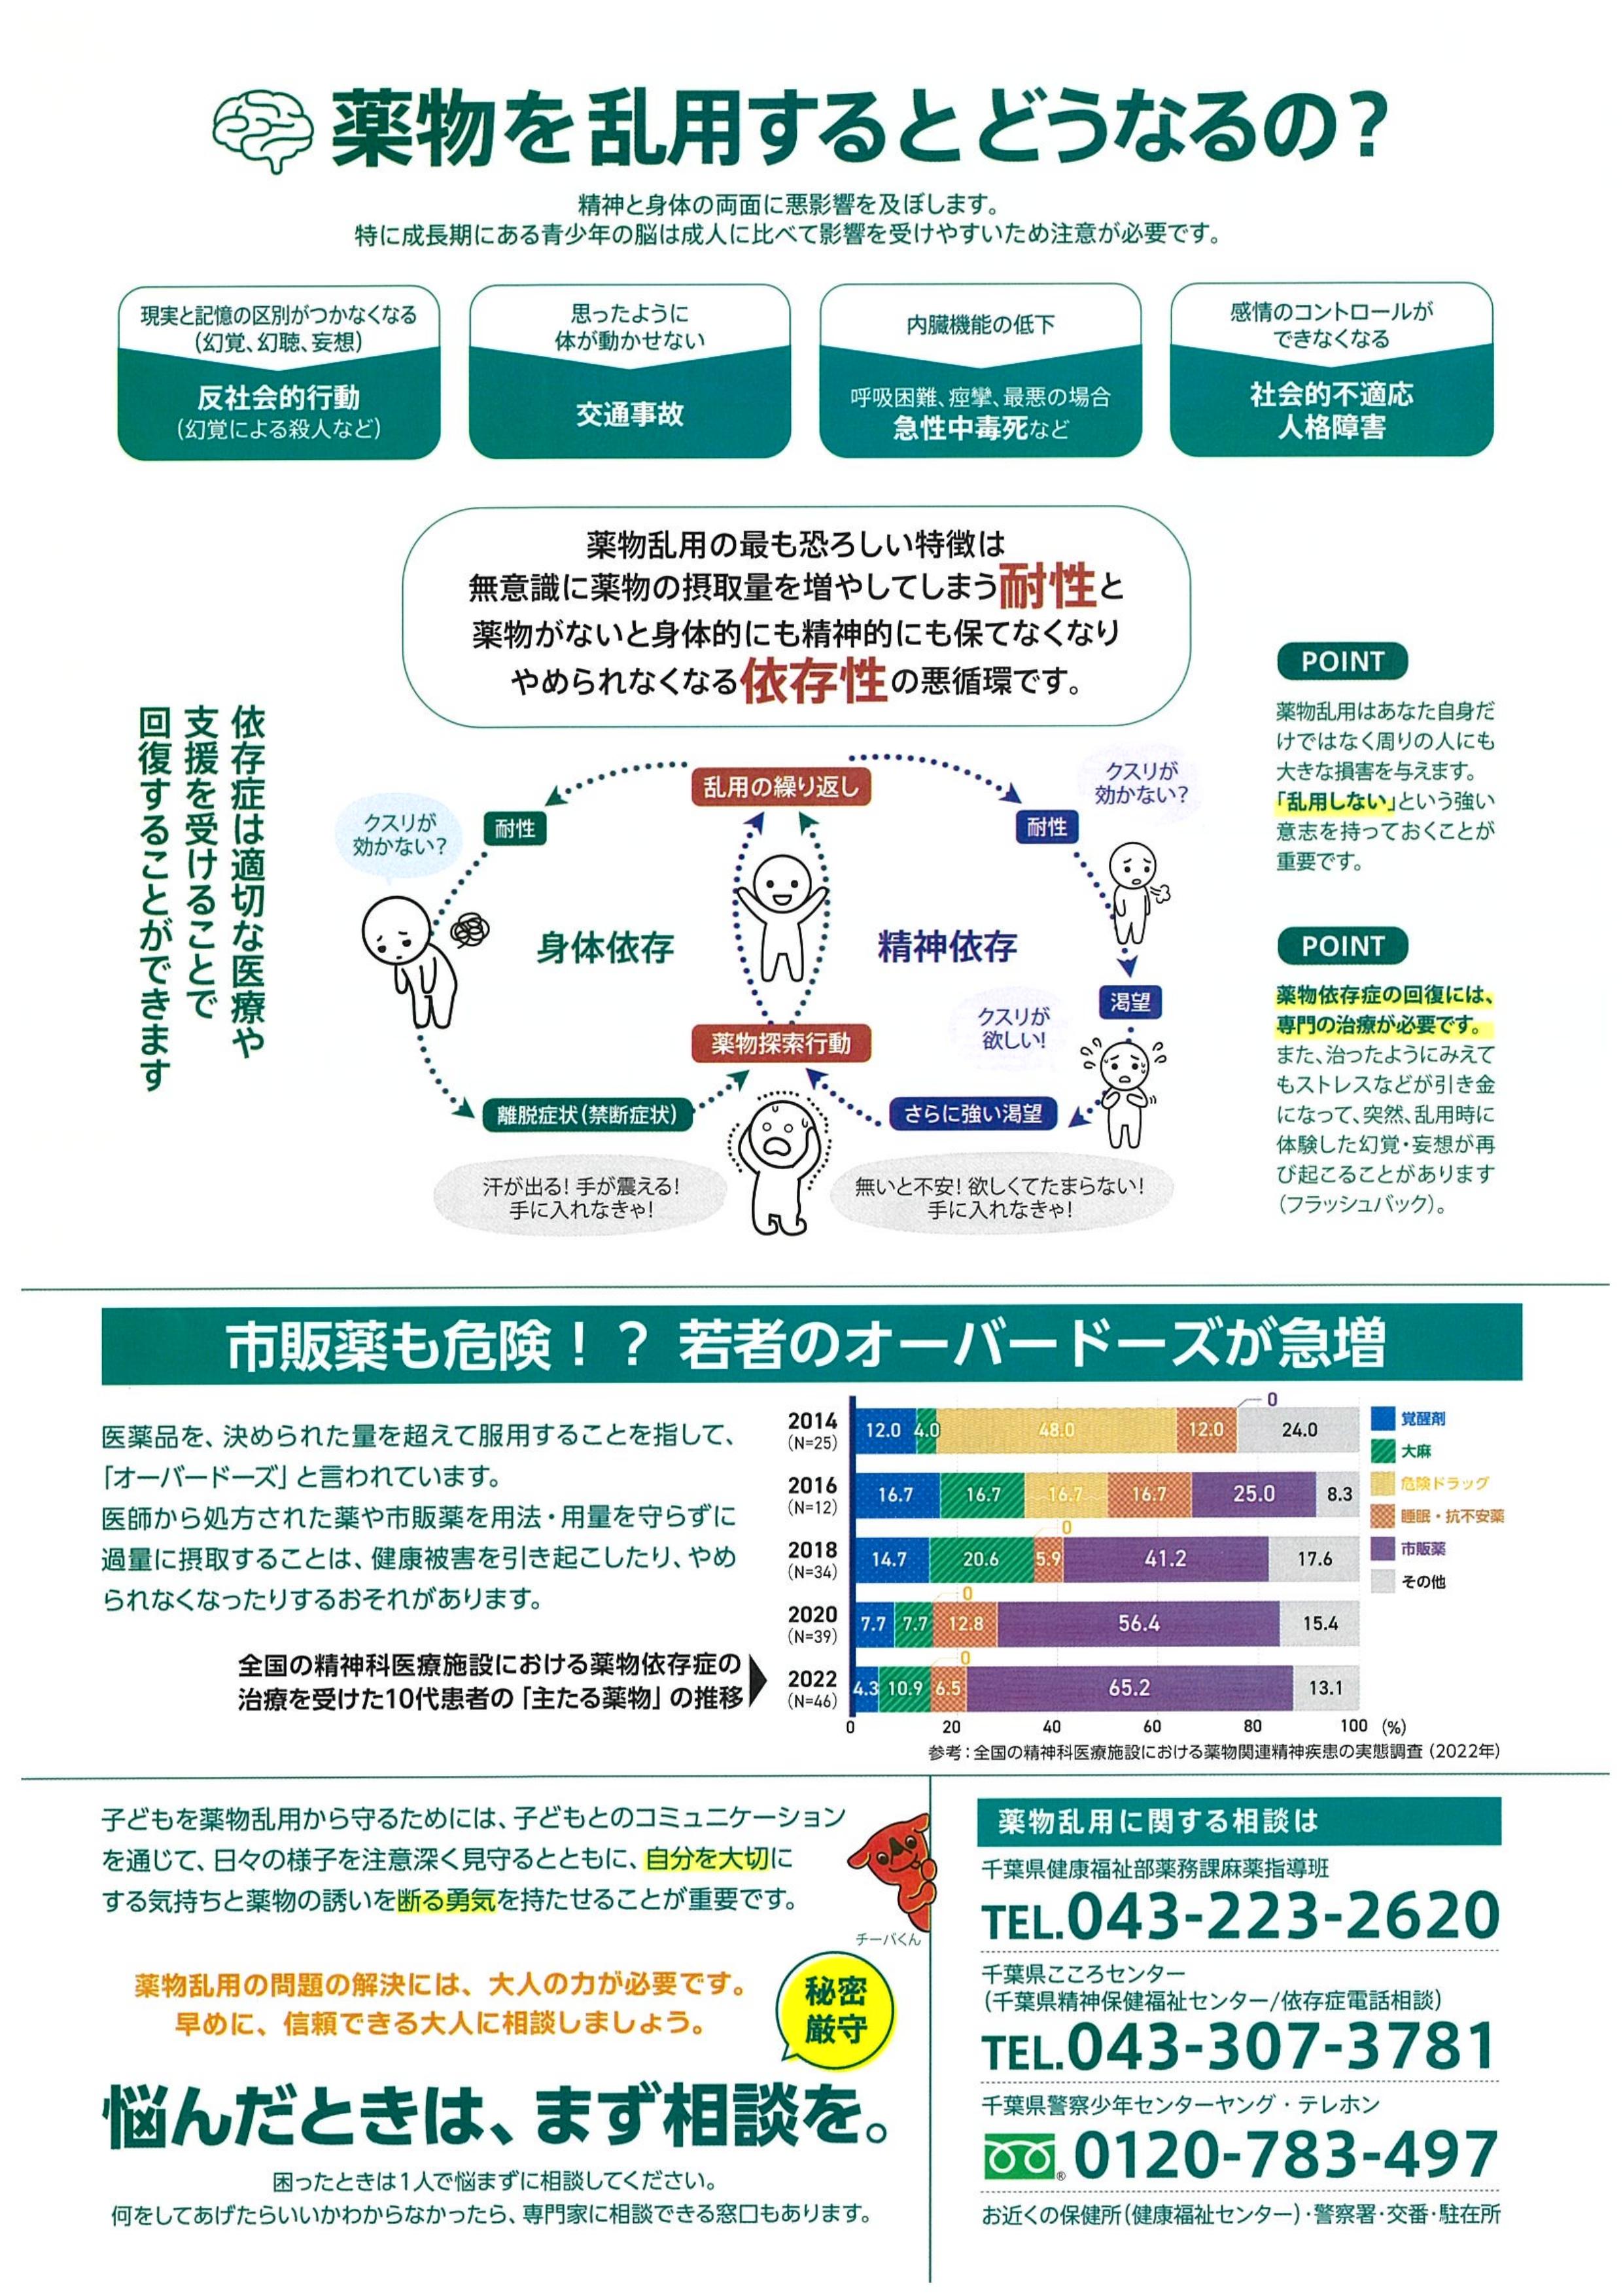 薬物を乱用するとどうなるの？
精神と身体の両面に悪影響を及ぼします。
特に成長期にある青少年の脳は成人に比べて影響を受けやすいため注意が必要です。
現実と記憶の区別がつかなくなる
（幻覚、幻聴、妄想）
反社会的行動
（幻覚による殺人など）
思ったように
体が動かせない
交通事故
内臓機能の低下
呼吸困難、痙攣、最悪の場合
急性中毒死など
感情のコントロールが
できなくなる
社会的不適応
人格障害
薬物乱用の最も恐ろしい特徴は
無意識に薬物の摂取量を増やしてしまう耐性と
薬物がないと身体的にも精神的にも保てなくなり
やめられなくなる依存性の悪循環です。
依存症は適切な医療や
支援を受けることで
回復することができます
乱用の繰り返し
クスリが
効かない？
耐性
身体依存
離脱症状（禁断症状）
汗が出る！手が震える！
手に入れなきゃ！
薬物探索行動
クスリが
効かない？
耐性
精神依存
渇望
クスリが
欲しい！
さらに強い渇望
無いと不安！欲しくてたまらない！
手に入れなきゃ！
POINT
薬物乱用はあなた自身だ
けではなく周りの人にも
大きな損害を与えます。
「乱用しない」という強い
意志を持っておくことが
重要です。
POINT
薬物依存症の回復には、
専門の治療が必要です。
また、治ったようにみえて
もストレスなどが引き金
になって、突然、乱用時に
体験した幻覚・妄想が再
び起こることがあります
（フラッシュバック）。
市販薬も危険！？ 若者のオーバードーズが急増
医薬品を、決められた量を超えて服用することを指して、
「オーバードーズ」と言われています。
医師から処方された薬や市販薬を用法・用量を守らずに
過量に摂取することは、健康被害を引き起こしたり、やめ
られなくなったりするおそれがあります。
全国の精神科医療施設における薬物依存症の
治療を受けた10代患者の「主たる薬物」の推移
0
2014
（N=25）
12.0 4.0 48.0 12.0 24.0
2016
（N=12）
16.7 16.7 16.7 16.7 25.0 8.3
0
2018
（N=34）
14.7 20.6 5.9 41.2 17.6
0
2020
（N=39）
7.7 7.7 12.8 56.4 15.4
0
2022
（N=46）
4.3 10.9 6.5 65.2 13.1
0 20 40 60 80 100 (%)
覚醒剤
大麻
危険ドラッグ
睡眠・抗不安薬
市販薬
その他
参考：全国の精神科医療施設における薬物関連精神疾患の実態調査（2022年）
子どもを薬物乱用から守るためには、子どもとのコミュニケーション
を通じて、日々の様子を注意深く見守るとともに、自分を大切に
する気持ちと薬物の誘いを断る勇気を持たせることが重要です。
チーバくん
薬物乱用の問題の解決には、大人の力が必要です。
早めに、信頼できる大人に相談しましょう。
秘密
厳守
悩んだときは、まず相談を。
困ったときは1人で悩まずに相談してください。
何をしてあげたらいいかわからなかったら、専門家に相談できる窓口もあります。
薬物乱用に関する相談は
千葉県健康福祉部薬務課麻薬指導班
TEL.043-223-2620
千葉県こころセンター
（千葉県精神保健福祉センター/依存症電話相談）
TEL.043-307-3781
千葉県警察少年センターヤング・テレホン
® 0120-783-497
お近くの保健所（健康福祉センター）・警察署・交番・駐在所